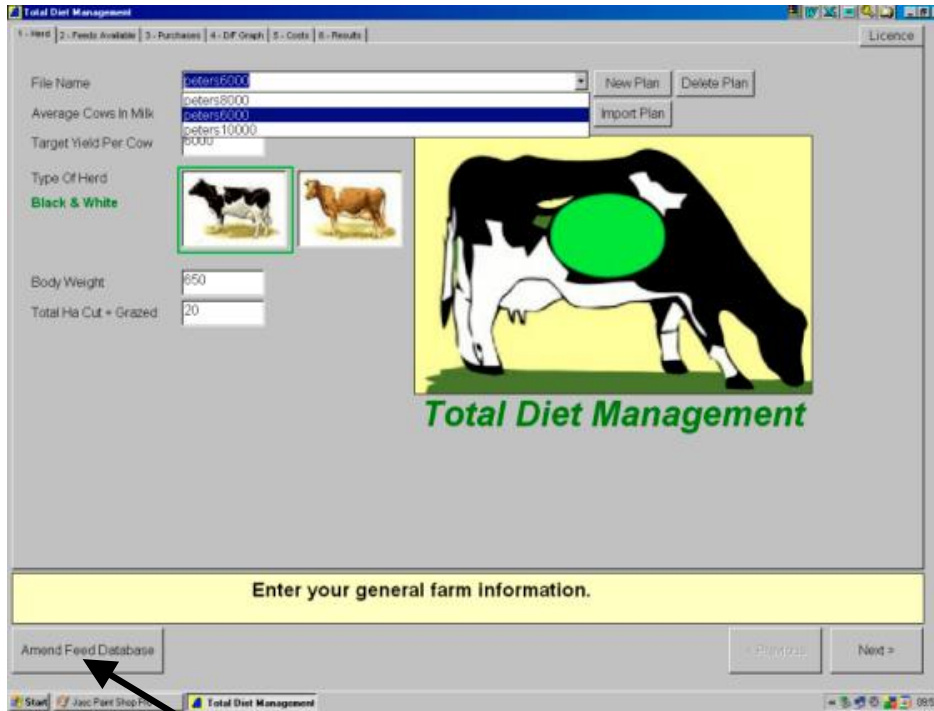 Total Diet Management
1 - Herd 2 - Feeds Available 3 - Purchases 4 - D/F Graph 5 - Costs 6 - Results
Licence
File Name peters6000 New Plan Delete Plan
peters8000
Average Cows In Milk peters6000 Import Plan
peters10000
Target Yield Per Cow 6000
Type Of Herd
Black & White
Body Weight 650
Total Ha Cut + Grazed 20
Total Diet Management
Enter your general farm information.
Amend Feed Database < Previous Next >
Start Jasc Paint Shop Total Diet Management